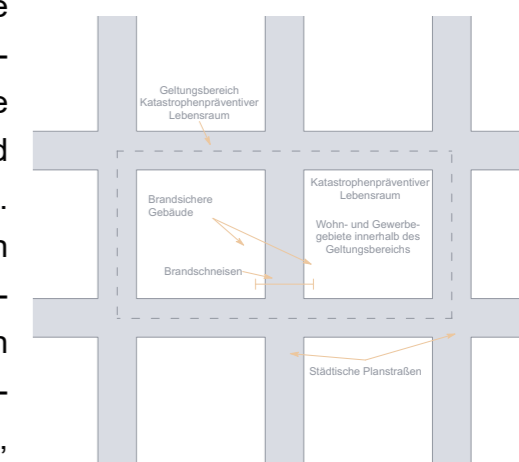 e
-
e
d
.
n
-
n
-
,
Geltungsbereich
Katastrophenpräventiver
Lebensraum
Katastrophenpräventiver
Lebensraum
Brandsichere
Gebäude
Wohn- und Gewerbe-
gebiete innerhalb des
Geltungsbereichs
Brandschneisen
Städtische Planstraßen